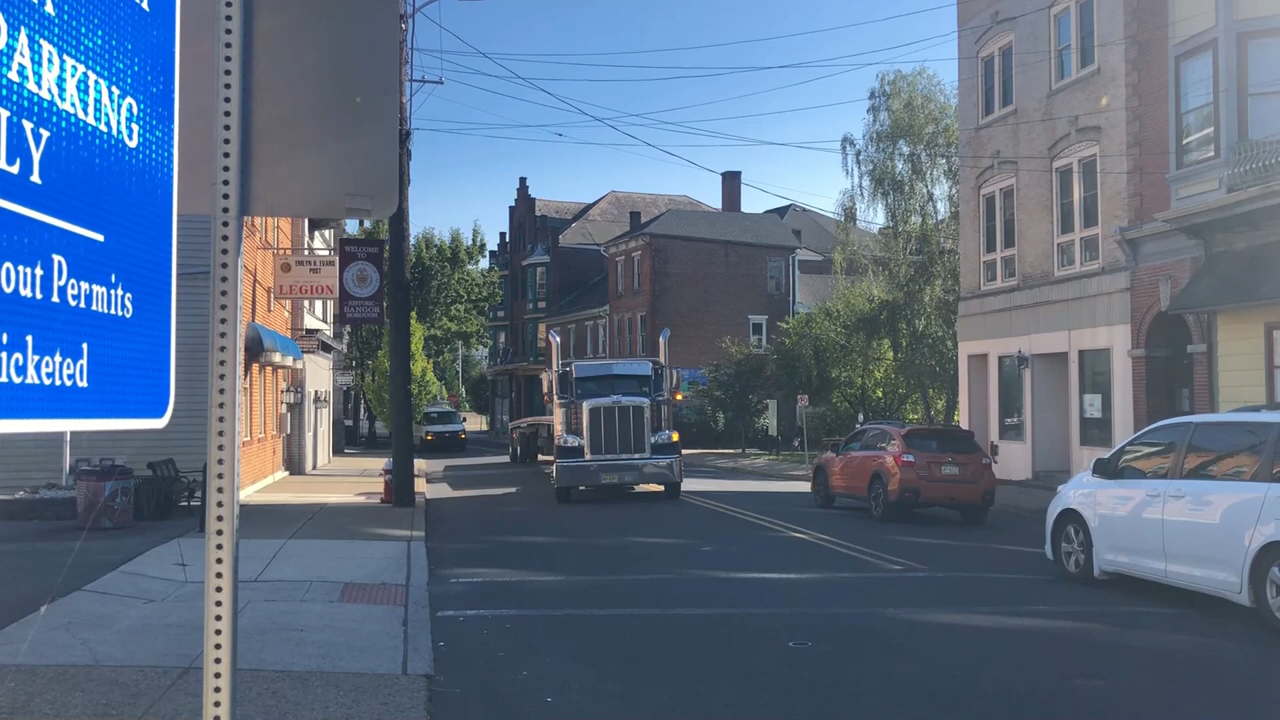 PARKING
LY
out Permits
icketed
EMLYN H. EVANS
POST
LEGION
WELCOME
TO
HISTORIC
BANGOR
BOROUGH